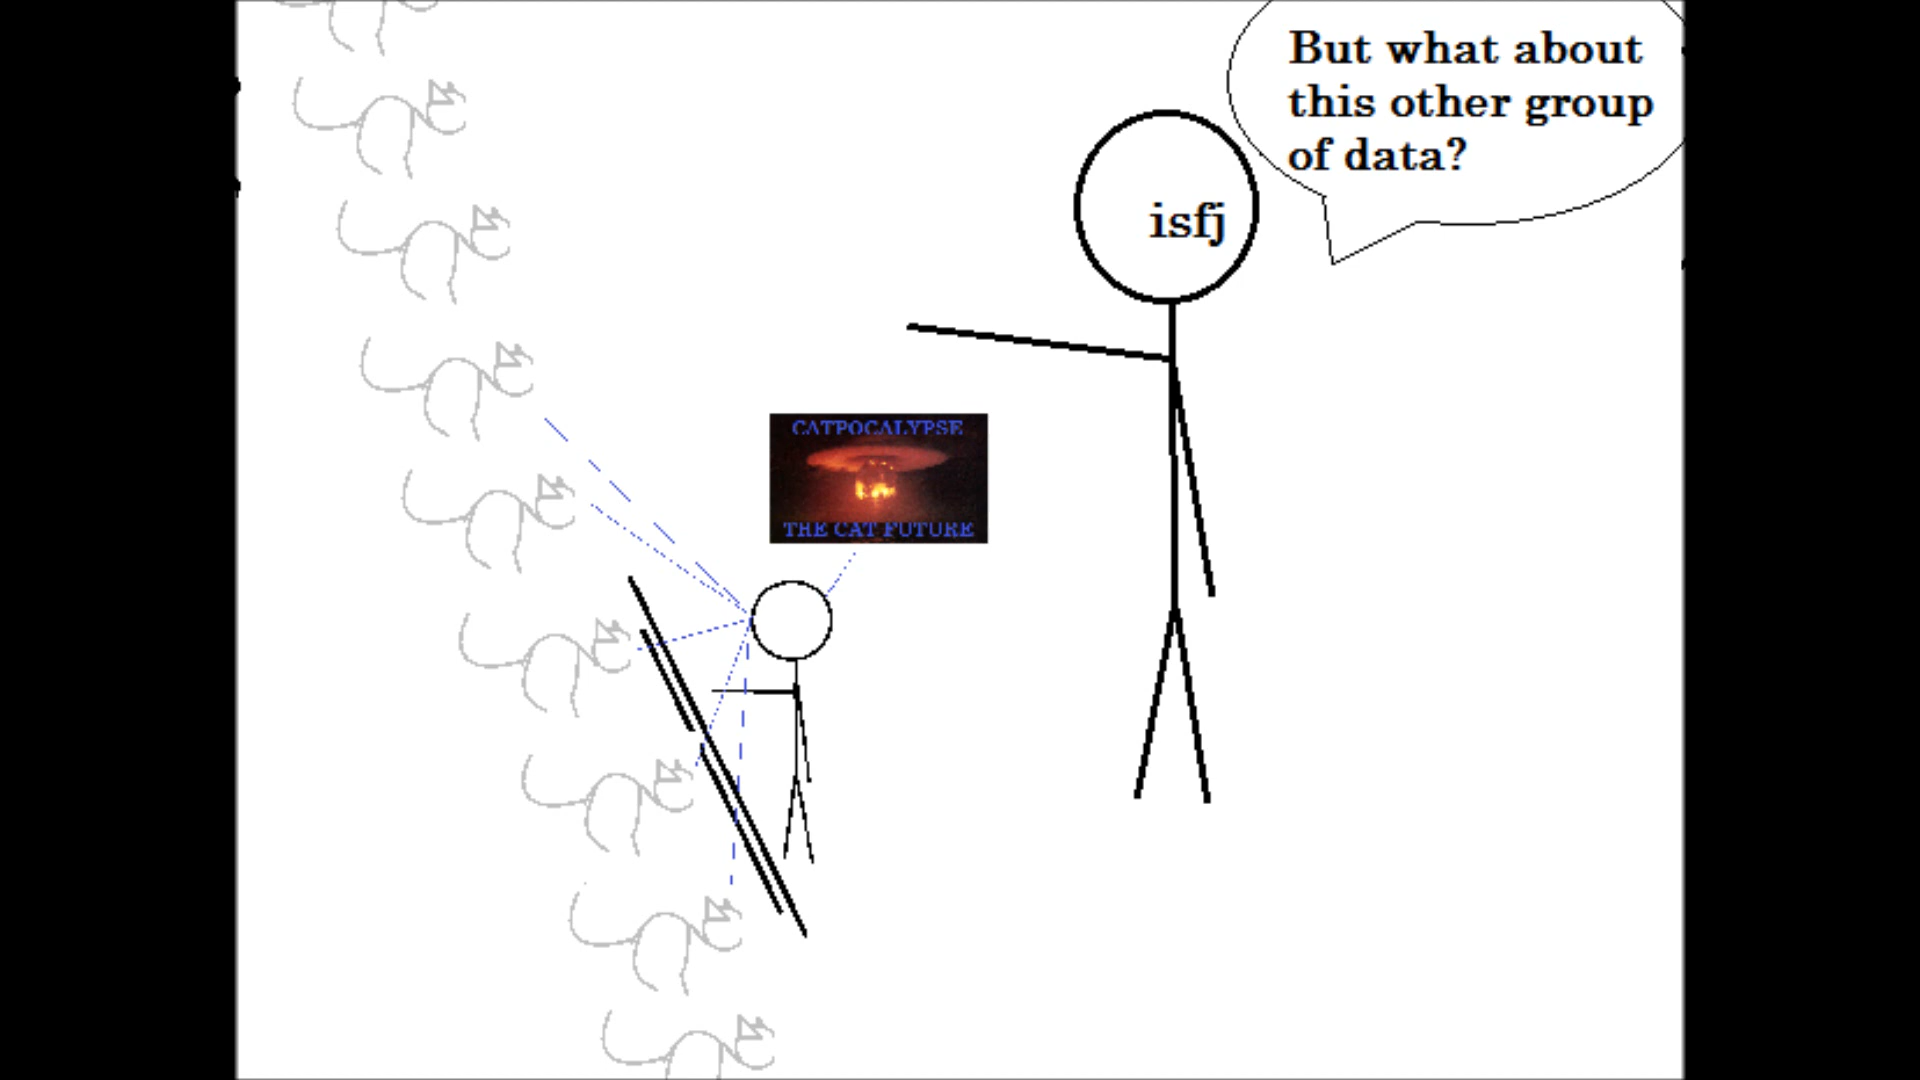 But what about
this other group
of data?
isfj
CATPOCALYPSE
THE CAT FUTURE